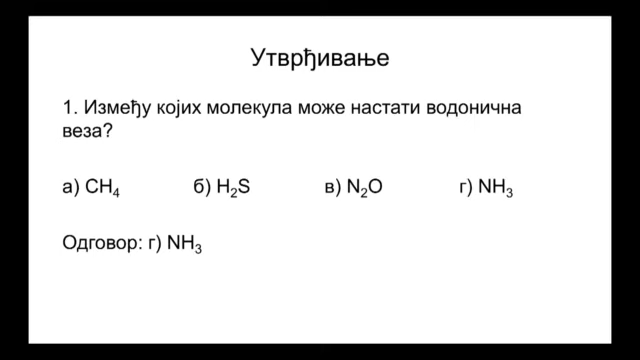 Утврђивање
1. Између којих молекула може настати водонична
веза?
а) CH₄ б) H₂S в) N₂O г) NH₃
Одговор: г) NH₃